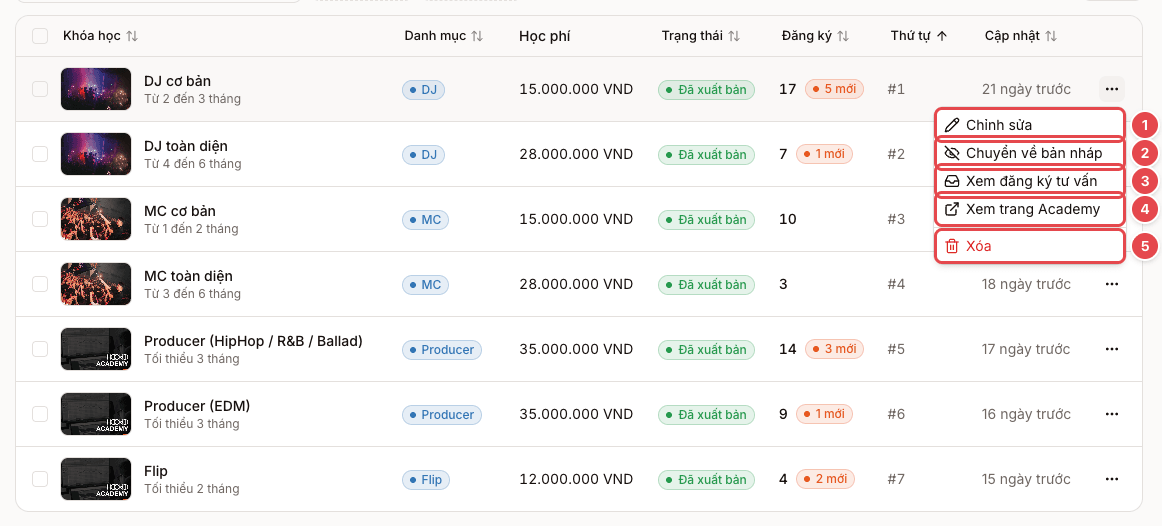 Khóa học Danh mục Học phí Trạng thái Đăng ký Thứ tự Cập nhật
DJ cơ bản
Từ 2 đến 3 tháng
DJ 15.000.000 VND Đã xuất bản 17 5 mới #1 21 ngày trước
Chỉnh sửa 1
Chuyển về bản nháp 2
Xem đăng ký tư vấn 3
Xem trang Academy 4
Xóa 5
DJ toàn diện
Từ 4 đến 6 tháng
DJ 28.000.000 VND Đã xuất bản 7 1 mới #2
MC cơ bản
Từ 1 đến 2 tháng
MC 15.000.000 VND Đã xuất bản 10 #3
MC toàn diện
Từ 3 đến 6 tháng
MC 28.000.000 VND Đã xuất bản 3 #4 18 ngày trước
ACADEMY
Producer (HipHop / R&B / Ballad)
Tối thiểu 3 tháng
Producer 35.000.000 VND Đã xuất bản 14 3 mới #5 17 ngày trước
ACADEMY
Producer (EDM)
Tối thiểu 3 tháng
Producer 35.000.000 VND Đã xuất bản 9 1 mới #6 16 ngày trước
ACADEMY
Flip
Tối thiểu 2 tháng
Flip 12.000.000 VND Đã xuất bản 4 2 mới #7 15 ngày trước